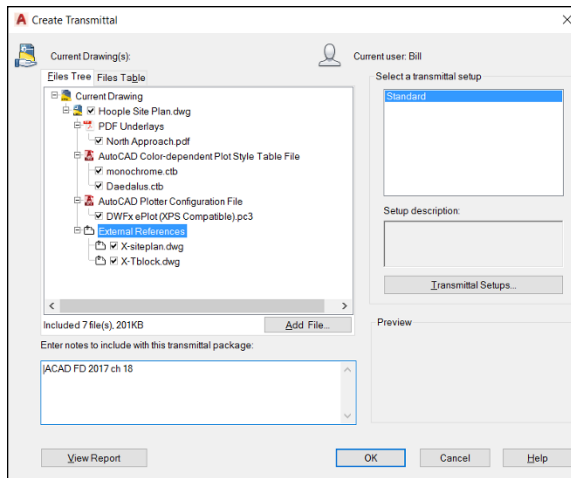 Create Transmittal
Current Drawing(s):
Current user: Bill
Files Tree Files Table
Current Drawing
Hoople Site Plan.dwg
PDF Underlays
North Approach.pdf
AutoCAD Color-dependent Plot Style Table File
monochrome.ctb
Daedalus.ctb
AutoCAD Plotter Configuration File
DWFx ePlot (XPS Compatible).pc3
External References
X-siteplan.dwg
X-Tblock.dwg
Included 7 file(s), 201KB
Add File...
Enter notes to include with this transmittal package:
ACAD FD 2017 ch 18
Select a transmittal setup
Standard
Setup description:
Transmittal Setups...
Preview
View Report
OK
Cancel
Help